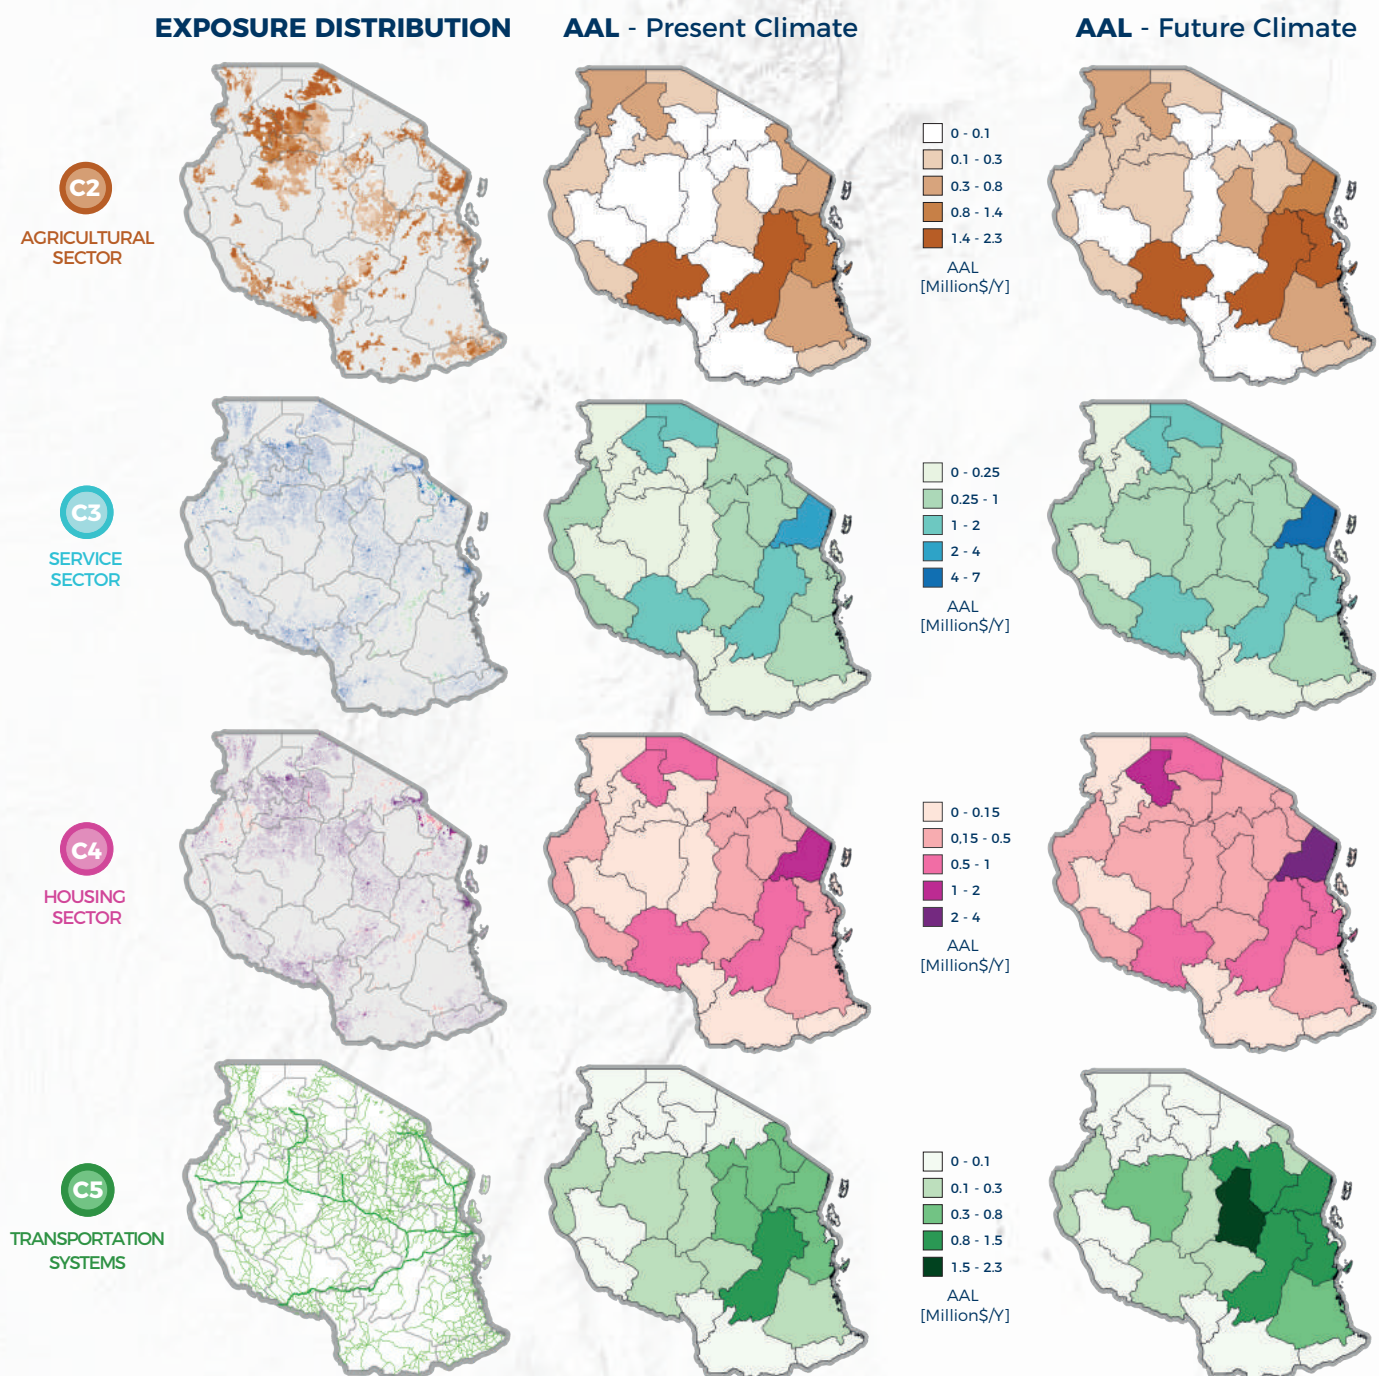 EXPOSURE DISTRIBUTION
AAL - Present Climate
AAL - Future Climate
C2
AGRICULTURAL
SECTOR
0 - 0.1
0.1 - 0.3
0.3 - 0.8
0.8 - 1.4
1.4 - 2.3
AAL
[Million$/Y]
C3
SERVICE
SECTOR
0 - 0.25
0.25 - 1
1 - 2
2 - 4
4 - 7
AAL
[Million$/Y]
C4
HOUSING
SECTOR
0 - 0.15
0,15 - 0.5
0.5 - 1
1 - 2
2 - 4
AAL
[Million$/Y]
C5
TRANSPORTATION
SYSTEMS
0 - 0.1
0.1 - 0.3
0.3 - 0.8
0.8 - 1.5
1.5 - 2.3
AAL
[Million$/Y]